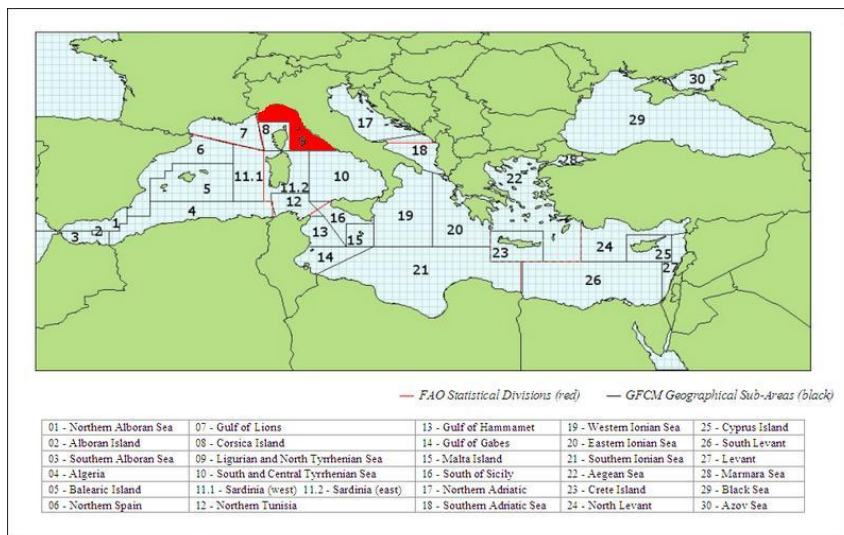 30
29
17
7
8
9
18
28
6
22
11.1
10
5
11.2
12
4
16
19
1
13
20
24
3
2
15
23
25
14
27
21
26
FAO Statistical Divisions (red)
GFCM Geographical Sub-Areas (black)
01 - Northern Alboran Sea
07 - Gulf of Lions
13 - Gulf of Hammamet
19 - Western Ionian Sea
25 - Cyprus Island
02 - Alboran Island
08 - Corsica Island
14 - Gulf of Gabes
20 - Eastern Ionian Sea
26 - South Levant
03 - Southern Alboran Sea
09 - Ligurian and North Tyrrhenian Sea
15 - Malta Island
21 - Southern Ionian Sea
27 - Levant
04 - Algeria
10 - South and Central Tyrrhenian Sea
16 - South of Sicily
22 - Aegean Sea
28 - Marmara Sea
05 - Balearic Island
11.1 - Sardinia (west) 11.2 - Sardinia (east)
17 - Northern Adriatic
23 - Crete Island
29 - Black Sea
06 - Northern Spain
12 - Northern Tunisia
18 - Southern Adriatic Sea
24 - North Levant
30 - Azov Sea